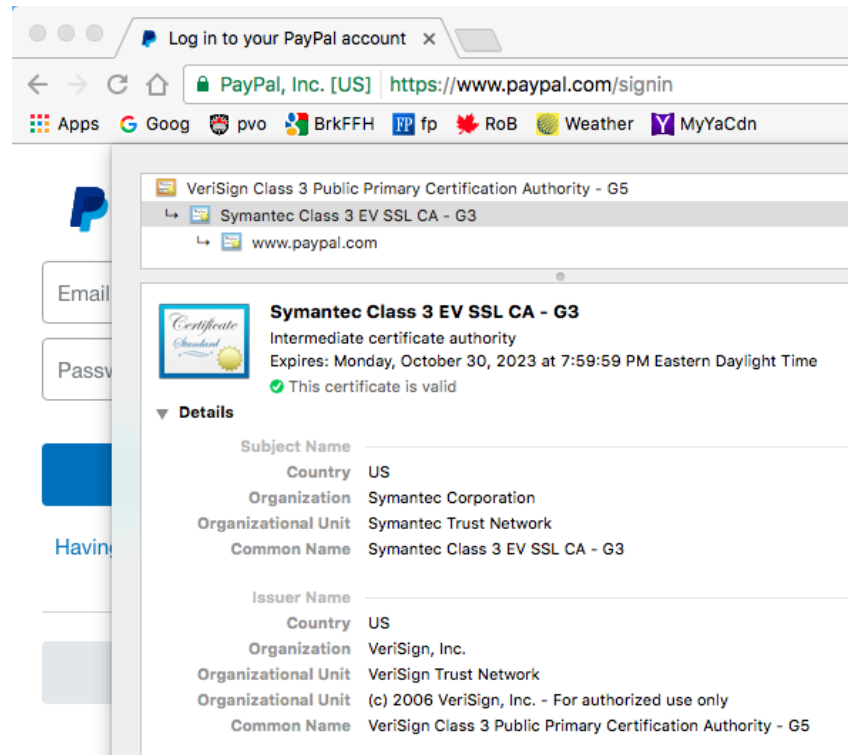 Log in to your PayPal account ×
PayPal, Inc. [US] https://www.paypal.com/signin
Apps Goog pvo BrkFFH FP fp RoB Weather Y MyYaCdn
VeriSign Class 3 Public Primary Certification Authority - G5
↳ Symantec Class 3 EV SSL CA - G3
↳ www.paypal.com
Email
Passw
Certificate
Standard
Symantec Class 3 EV SSL CA - G3
Intermediate certificate authority
Expires: Monday, October 30, 2023 at 7:59:59 PM Eastern Daylight Time
This certificate is valid
Details
Subject Name
Country US
Organization Symantec Corporation
Organizational Unit Symantec Trust Network
Common Name Symantec Class 3 EV SSL CA - G3
Having
Issuer Name
Country US
Organization VeriSign, Inc.
Organizational Unit VeriSign Trust Network
Organizational Unit (c) 2006 VeriSign, Inc. - For authorized use only
Common Name VeriSign Class 3 Public Primary Certification Authority - G5